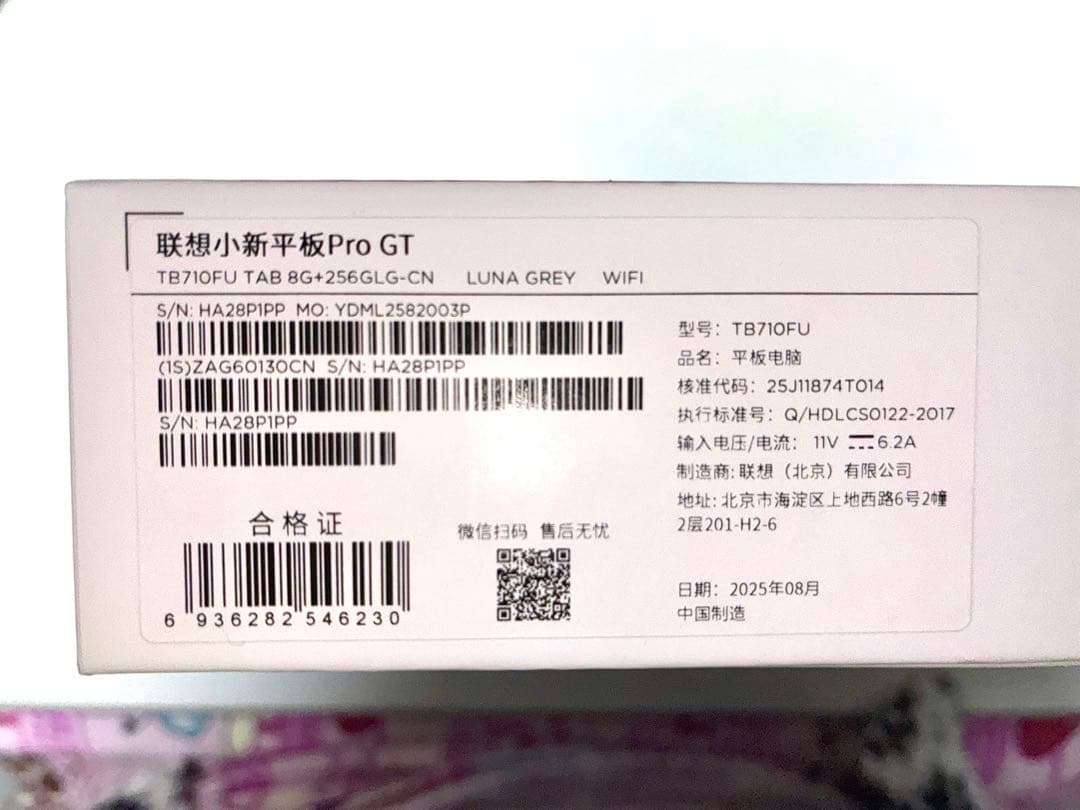 联想小新平板Pro GT
TB710FU TAB 8G+256GLG-CN LUNA GREY WIFI
S/N: HA28P1PP MO: YDML2582003P
(1S)ZAG60130CN S/N: HA28P1PP
S/N: HA28P1PP
合格证
6 936282 546230
微信扫码 售后无忧
型号: TB710FU
品名: 平板电脑
核准代码: 25J11874T014
执行标准号: Q/HDLCS0122-2017
输入电压/电流: 11V ⎓6.2A
制造商: 联想（北京）有限公司
地址: 北京市海淀区上地西路6号2幢
2层201-H2-6
日期: 2025年08月
中国制造